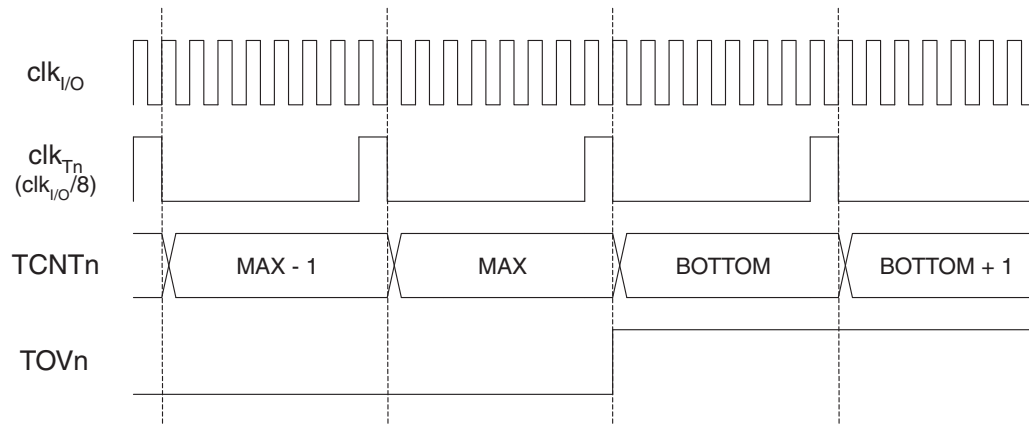 clkI/O
clkTn
(clkI/O/8)
TCNTn MAX - 1 MAX BOTTOM BOTTOM + 1
TOVn